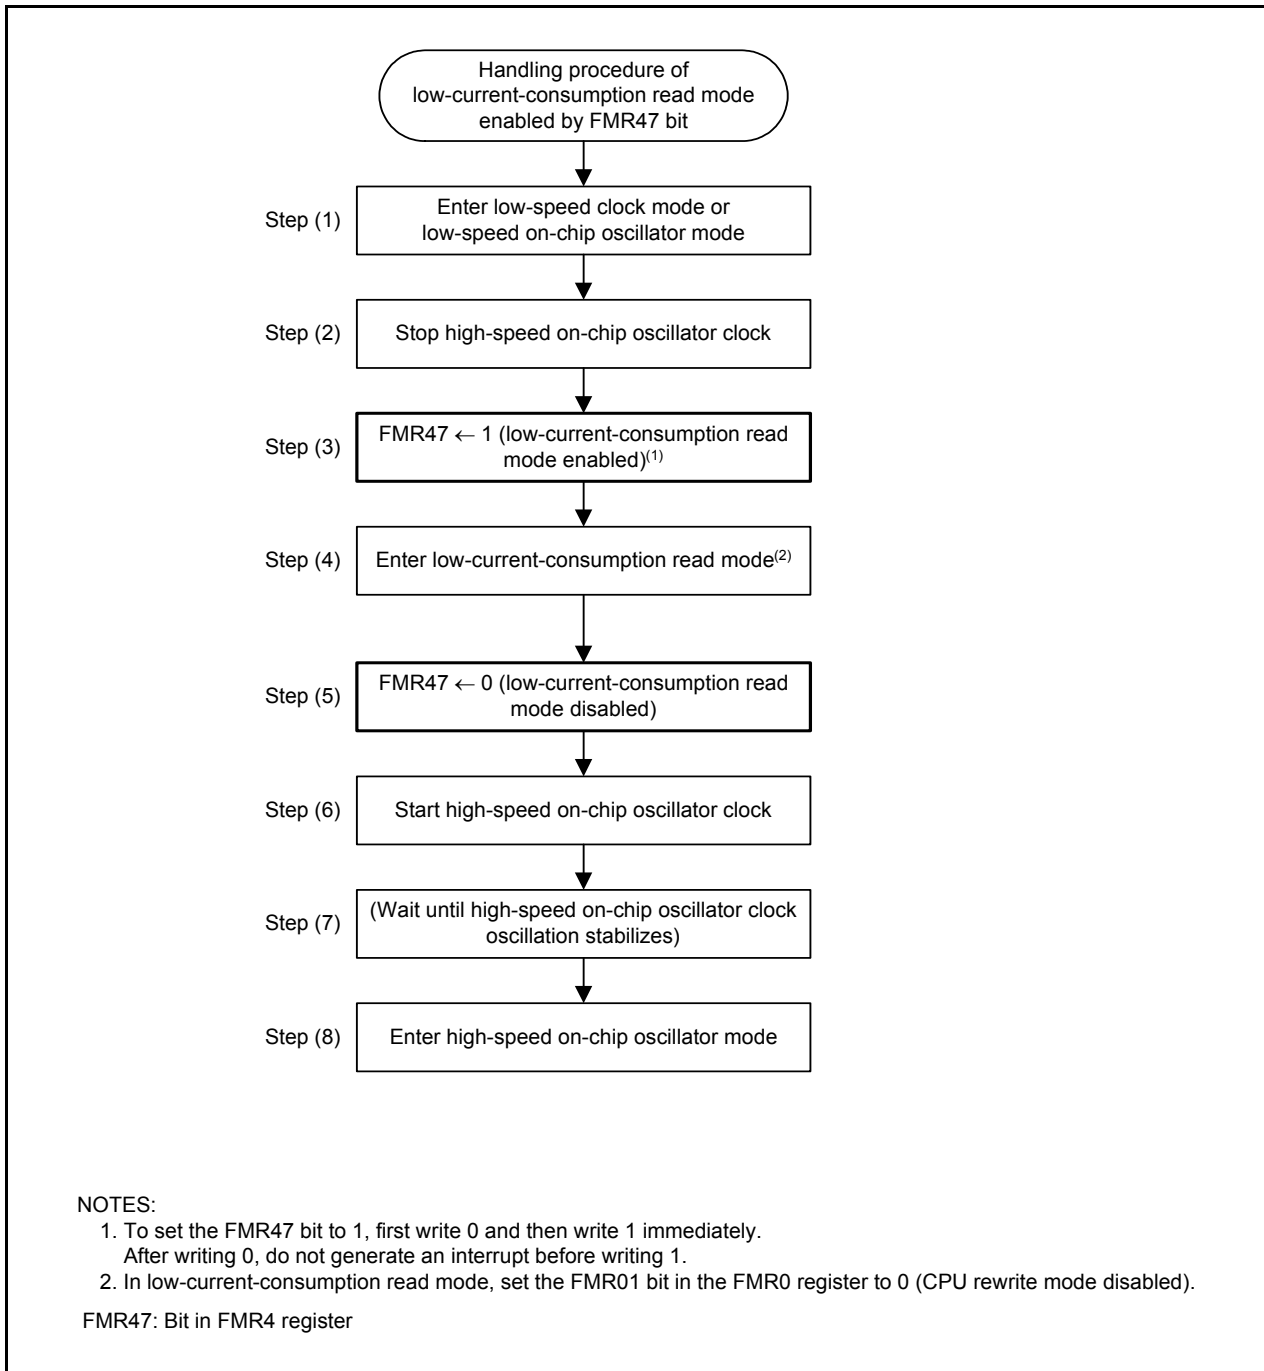 Handling procedure of
low-current-consumption read mode
enabled by FMR47 bit
Step (1)
Enter low-speed clock mode or
low-speed on-chip oscillator mode
Step (2)
Stop high-speed on-chip oscillator clock
Step (3)
FMR47 ← 1 (low-current-consumption read
mode enabled)(1)
Step (4)
Enter low-current-consumption read mode(2)
Step (5)
FMR47 ← 0 (low-current-consumption read
mode disabled)
Step (6)
Start high-speed on-chip oscillator clock
Step (7)
(Wait until high-speed on-chip oscillator clock
oscillation stabilizes)
Step (8)
Enter high-speed on-chip oscillator mode
NOTES:
1. To set the FMR47 bit to 1, first write 0 and then write 1 immediately.
After writing 0, do not generate an interrupt before writing 1.
2. In low-current-consumption read mode, set the FMR01 bit in the FMR0 register to 0 (CPU rewrite mode disabled).
FMR47: Bit in FMR4 register